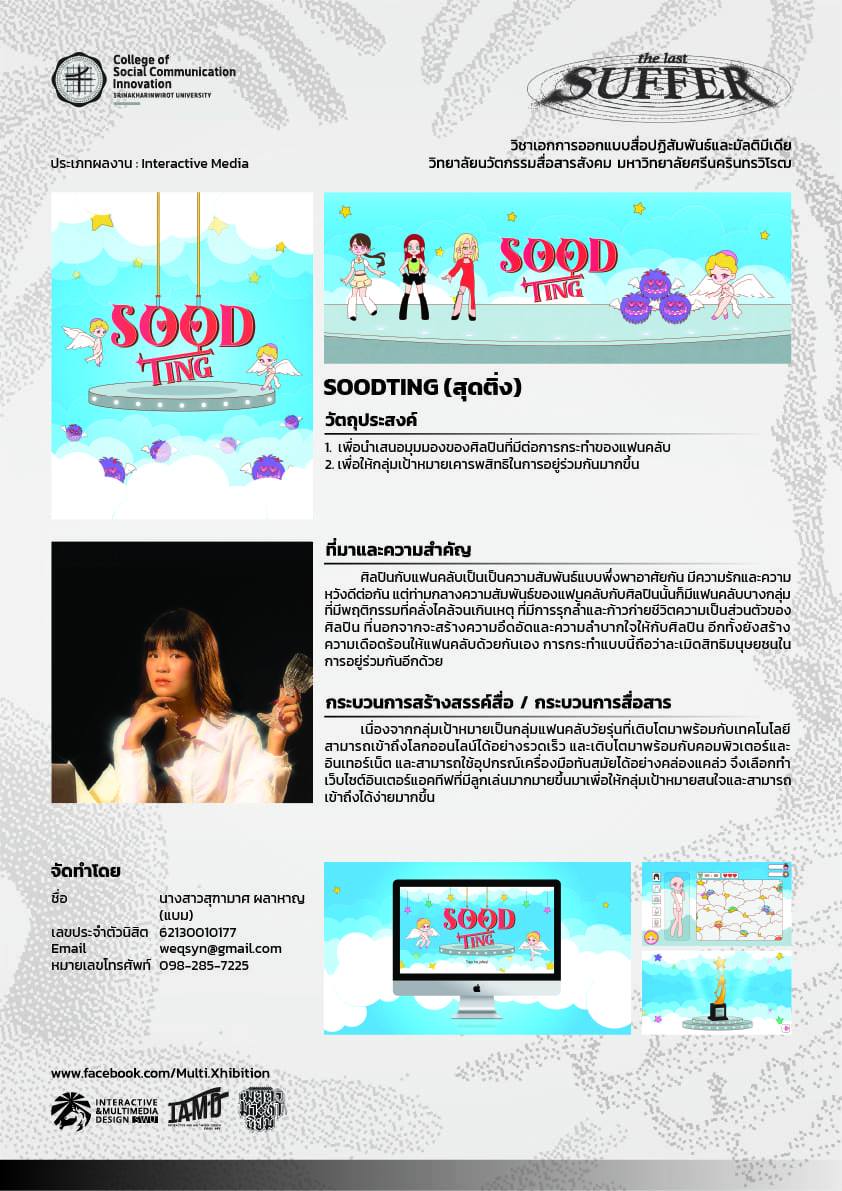 College of
Social Communication
Innovation
SRINAKHARINWIROT UNIVERSITY
the last
SUFFER
วิชาเอกการออกแบบสื่อปฏิสัมพันธ์และมัลติมีเดีย
วิทยาลัยนวัตกรรมสื่อสารสังคม มหาวิทยาลัยศรีนครินทรวิโรฒ
ประเภทผลงาน : Interactive Media
SOOD
TING
SOOD
TING
SOODTING (สุดติ่ง)
วัตถุประสงค์
1. เพื่อนำเสนอมุมมองของศิลปินที่มีต่อการกระทำของแฟนคลับ
2. เพื่อให้กลุ่มเป้าหมายเคารพสิทธิในการอยู่ร่วมกันมากขึ้น
ที่มาและความสำคัญ
ศิลปินกับแฟนคลับเป็นเป็นความสัมพันธ์แบบพึ่งพาอาศัยกัน มีความรักและความ
หวังดีต่อกัน แต่ท่ามกลางความสัมพันธ์ของแฟนคลับกับศิลปินนั้นก็มีแฟนคลับบางกลุ่ม
ที่มีพฤติกรรมที่คลั่งไคล้จนเกินเหตุ ที่มีการรุกล้ำและก้าวก่ายชีวิตความเป็นส่วนตัวของ
ศิลปิน ที่นอกจากจะสร้างความอึดอัดและความลำบากใจให้กับศิลปิน อีกทั้งยังสร้าง
ความเดือดร้อนให้แฟนคลับด้วยกันเอง การกระทำแบบนี้ถือว่าละเมิดสิทธิมนุษยชนใน
การอยู่ร่วมกันอีกด้วย
กระบวนการสร้างสรรค์สื่อ / กระบวนการสื่อสาร
เนื่องจากกลุ่มเป้าหมายเป็นกลุ่มแฟนคลับวัยรุ่นที่เติบโตมาพร้อมกับเทคโนโลยี
สามารถเข้าถึงโลกออนไลน์ได้อย่างรวดเร็ว และเติบโตมาพร้อมกับคอมพิวเตอร์และ
อินเทอร์เน็ต และสามารถใช้อุปกรณ์เครื่องมือทันสมัยได้อย่างคล่องแคล่ว จึงเลือกทำ
เว็บไซต์อินเตอร์แอคทีฟที่มีลูกเล่นมากมายขึ้นมาเพื่อให้กลุ่มเป้าหมายสนใจและสามารถ
เข้าถึงได้ง่ายมากขึ้น
จัดทำโดย
ชื่อ นางสาวสุฑามาศ ผลาหาญ
(แบม)
เลขประจำตัวนิสิต 62130010177
Email weqsyn@gmail.com
หมายเลขโทรศัพท์ 098-285-7225
SOOD
TING
www.facebook.com/Multi.Xhibition
INTERACTIVE
&MULTIMEDIA
DESIGN SWU
IAMD